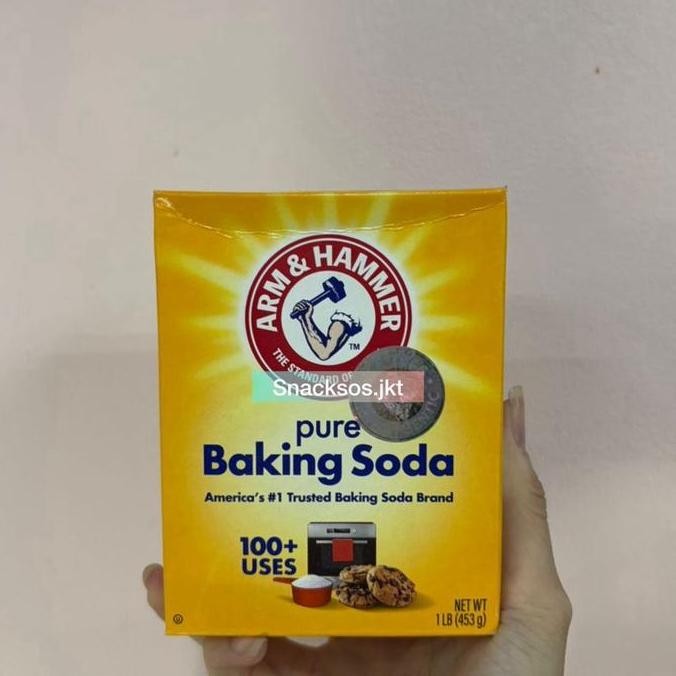 ARM & HAMMER
TM
THE STANDARD OF
Snacksos.jkt
pure
Baking Soda
America's #1 Trusted Baking Soda Brand
100+
USES
NET WT
1 LB (453 g)